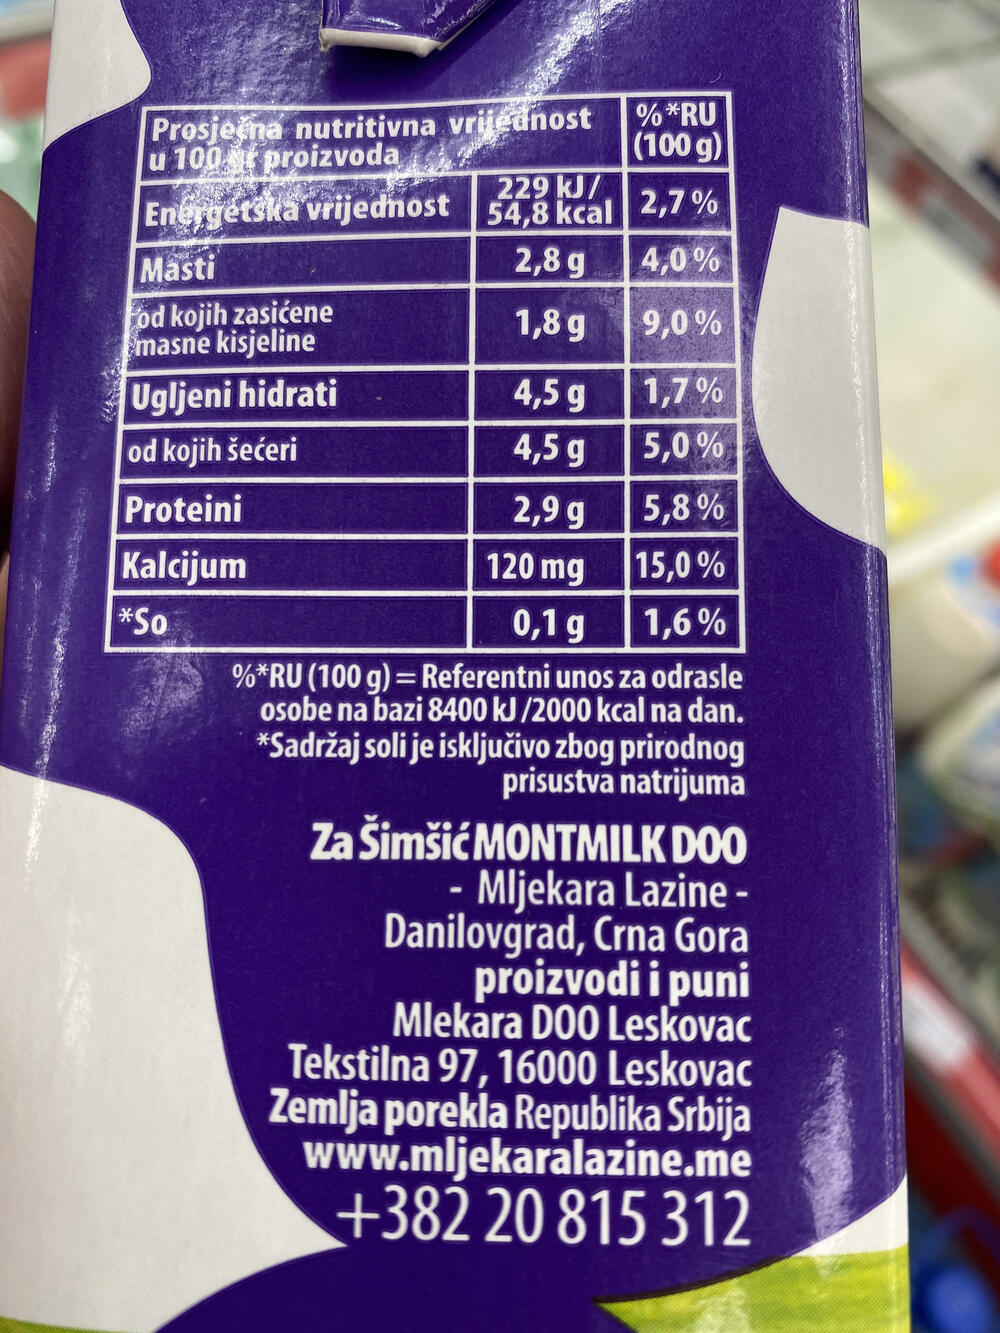 Prosječna nutritivna vrijednost
u 100 gr proizvoda
%*RU
(100 g)
Energetska vrijednost
229 kJ/
54,8 kcal
2,7 %
Masti
2,8 g
4,0 %
od kojih zasićene
masne kisjeline
1,8 g
9,0 %
Ugljeni hidrati
4,5 g
1,7 %
od kojih šećeri
4,5 g
5,0 %
Proteini
2,9 g
5,8 %
Kalcijum
120 mg
15,0 %
*So
0,1 g
1,6 %
%*RU (100 g) = Referentni unos za odrasle
osobe na bazi 8400 kJ /2000 kcal na dan.
*Sadržaj soli je isključivo zbog prirodnog
prisustva natrijuma
Za Šimšić MONTMILK DOO
- Mljekara Lazine -
Danilovgrad, Crna Gora
proizvodi i puni
Mlekara DOO Leskovac
Tekstilna 97, 16000 Leskovac
Zemlja porekla Republika Srbija
www.mljekaralazine.me
+382 20 815 312